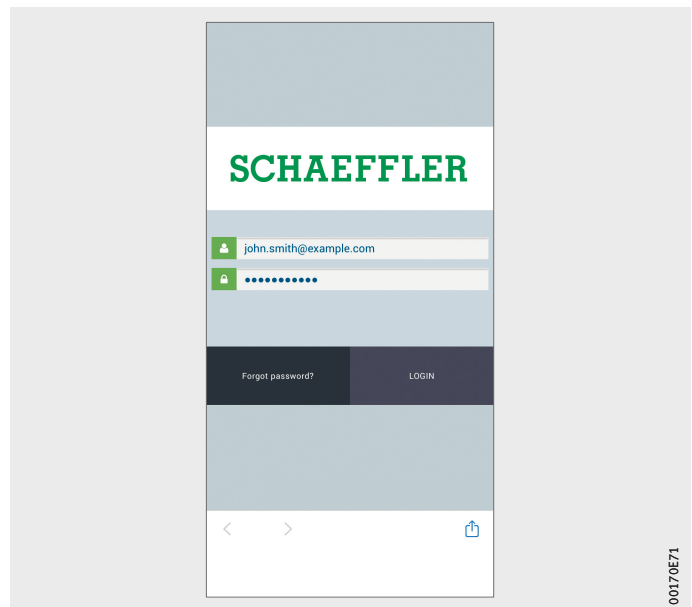 SCHAEFFLER
john.smith@example.com
•••••••••••
Forgot password?
LOGIN
00170E71